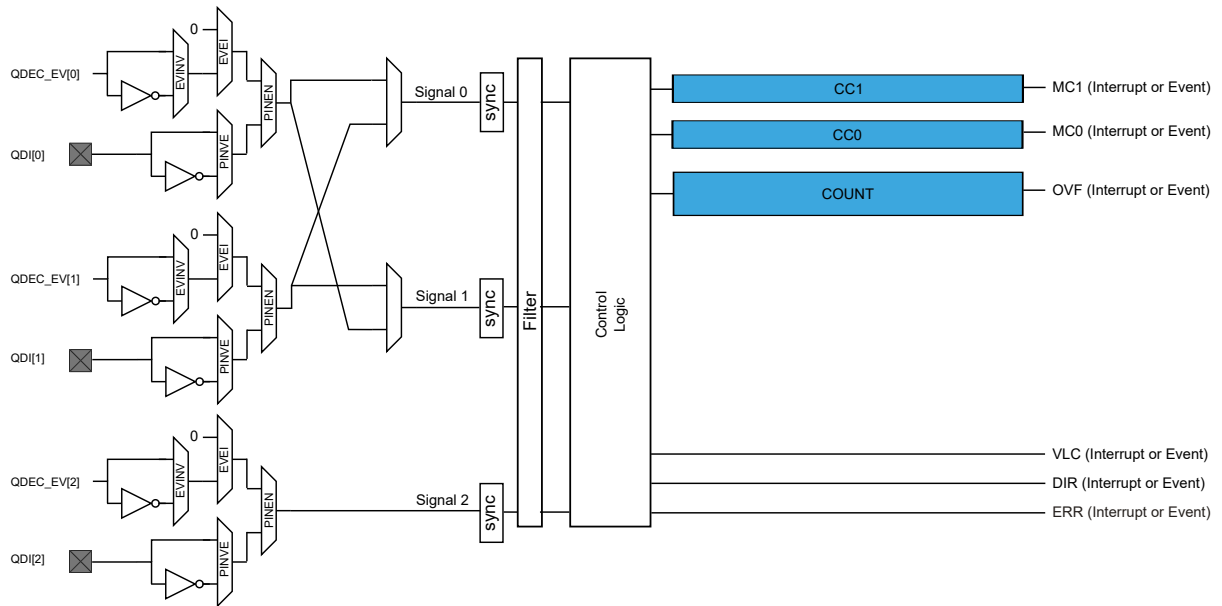 0
EVEI
EVINV
QDEC_EV[0]
PINEN
QDI[0]
PINVE
Signal 0
sync
CC1
MC1 (Interrupt or Event)
CC0
MC0 (Interrupt or Event)
COUNT
OVF (Interrupt or Event)
0
EVEI
EVINV
QDEC_EV[1]
PINEN
QDI[1]
PINVE
Signal 1
sync
Filter
Control
Logic
0
EVEI
EVINV
QDEC_EV[2]
PINEN
QDI[2]
PINVE
Signal 2
sync
VLC (Interrupt or Event)
DIR (Interrupt or Event)
ERR (Interrupt or Event)